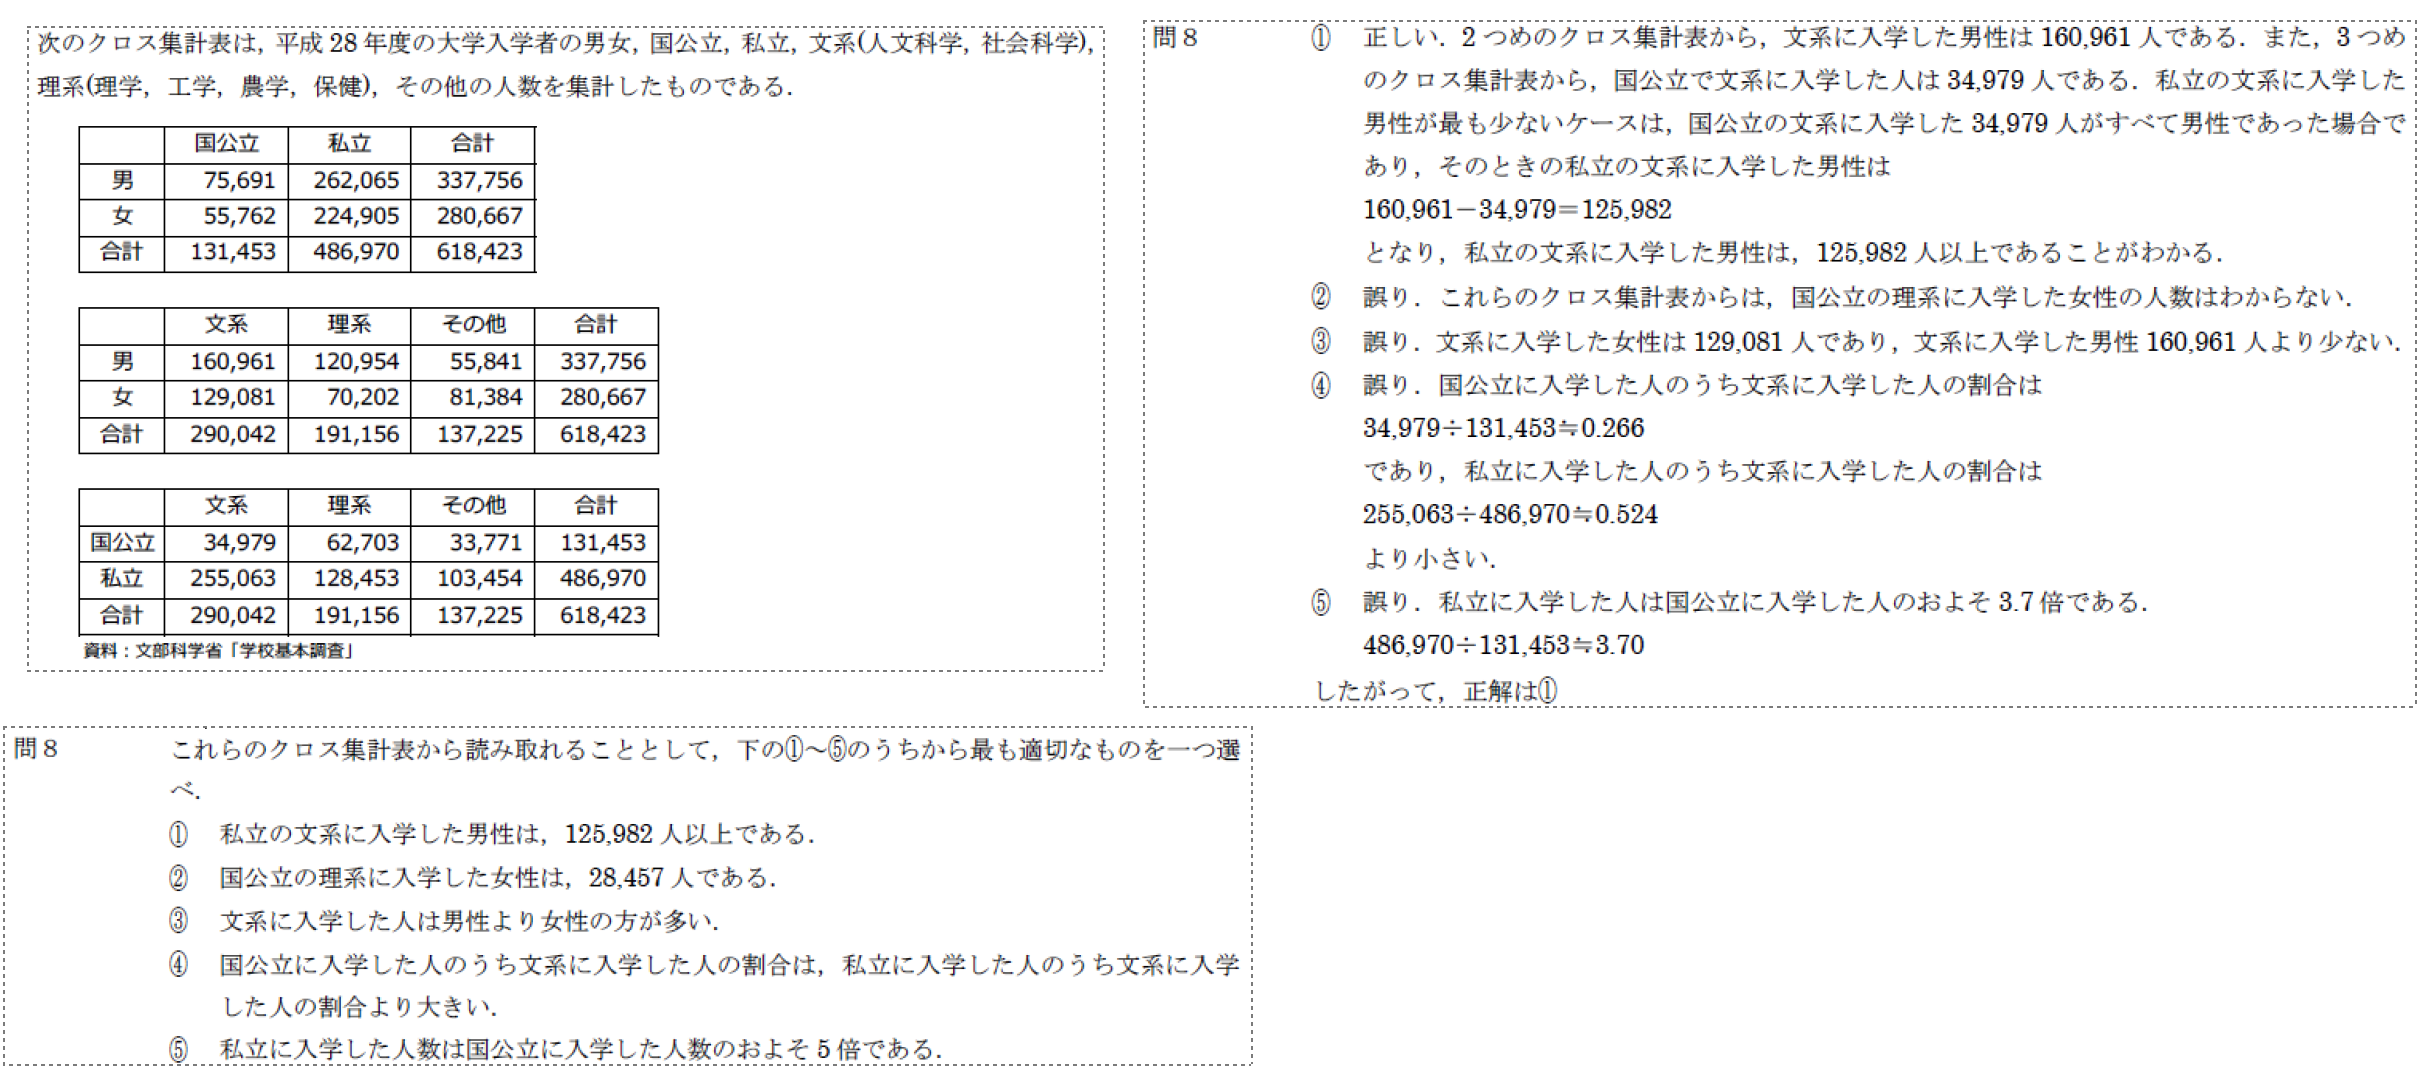 次のクロス集計表は，平成 28 年度の大学入学者の男女，国公立，私立，文系(人文科学，社会科学)，
理系(理学，工学，農学，保健)，その他の人数を集計したものである．
国公立 私立 合計
男 75,691 262,065 337,756
女 55,762 224,905 280,667
合計 131,453 486,970 618,423
文系 理系 その他 合計
男 160,961 120,954 55,841 337,756
女 129,081 70,202 81,384 280,667
合計 290,042 191,156 137,225 618,423
文系 理系 その他 合計
国公立 34,979 62,703 33,771 131,453
私立 255,063 128,453 103,454 486,970
合計 290,042 191,156 137,225 618,423
資料：文部科学省「学校基本調査」
問８ これらのクロス集計表から読み取れることとして，下の①～⑤のうちから最も適切なものを一つ選
べ．
① 私立の文系に入学した男性は，125,982 人以上である．
② 国公立の理系に入学した女性は，28,457 人である．
③ 文系に入学した人は男性より女性の方が多い．
④ 国公立に入学した人のうち文系に入学した人の割合は，私立に入学した人のうち文系に入学
した人の割合より大きい．
⑤ 私立に入学した人数は国公立に入学した人数のおよそ 5 倍である．
問８ ① 正しい．2 つめのクロス集計表から，文系に入学した男性は 160,961 人である．また，3 つめ
のクロス集計表から，国公立で文系に入学した人は 34,979 人である．私立の文系に入学した
男性が最も少ないケースは，国公立の文系に入学した 34,979 人がすべて男性であった場合で
あり，そのときの私立の文系に入学した男性は
160,961－34,979＝125,982
となり，私立の文系に入学した男性は，125,982 人以上であることがわかる．
② 誤り．これらのクロス集計表からは，国公立の理系に入学した女性の人数はわからない．
③ 誤り．文系に入学した女性は 129,081 人であり，文系に入学した男性 160,961 人より少ない．
④ 誤り．国公立に入学した人のうち文系に入学した人の割合は
34,979÷131,453≒0.266
であり，私立に入学した人のうち文系に入学した人の割合は
255,063÷486,970≒0.524
より小さい．
⑤ 誤り．私立に入学した人は国公立に入学した人のおよそ 3.7 倍である．
486,970÷131,453≒3.70
したがって，正解は①